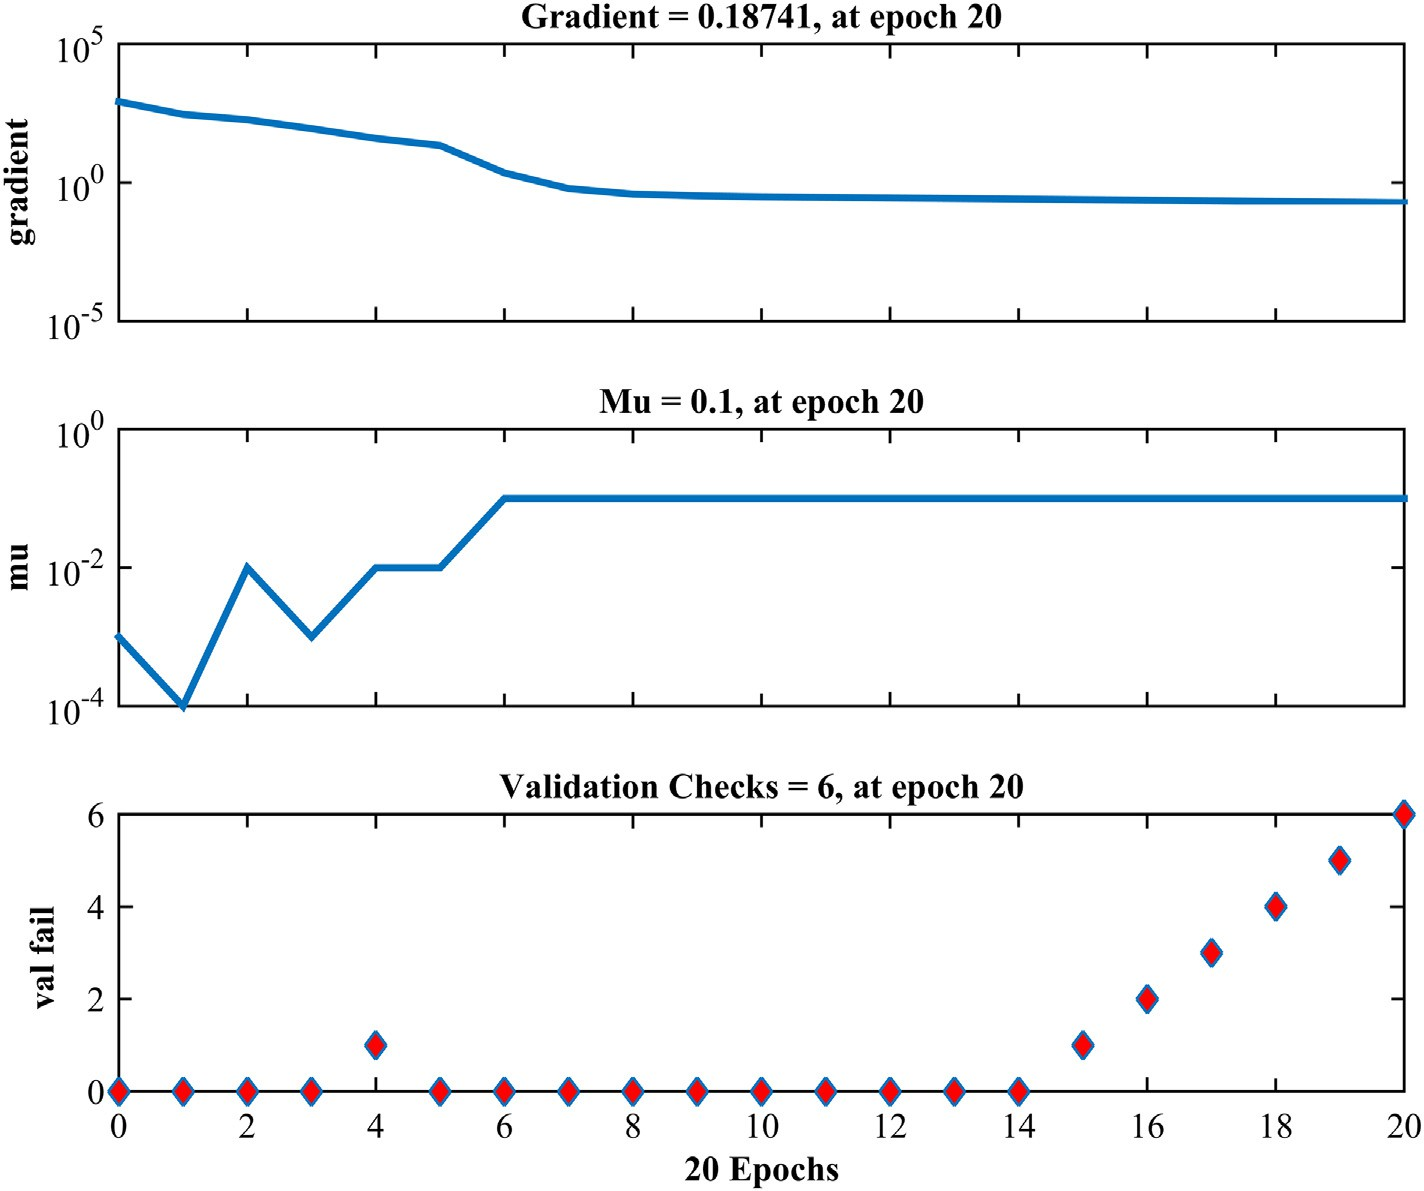 Gradient = 0.18741, at epoch 20
10^5
10^0
10^-5
gradient
Mu = 0.1, at epoch 20
10^0
10^-2
10^-4
mu
Validation Checks = 6, at epoch 20
6
4
2
0
val fail
0 2 4 6 8 10 12 14 16 18 20
20 Epochs